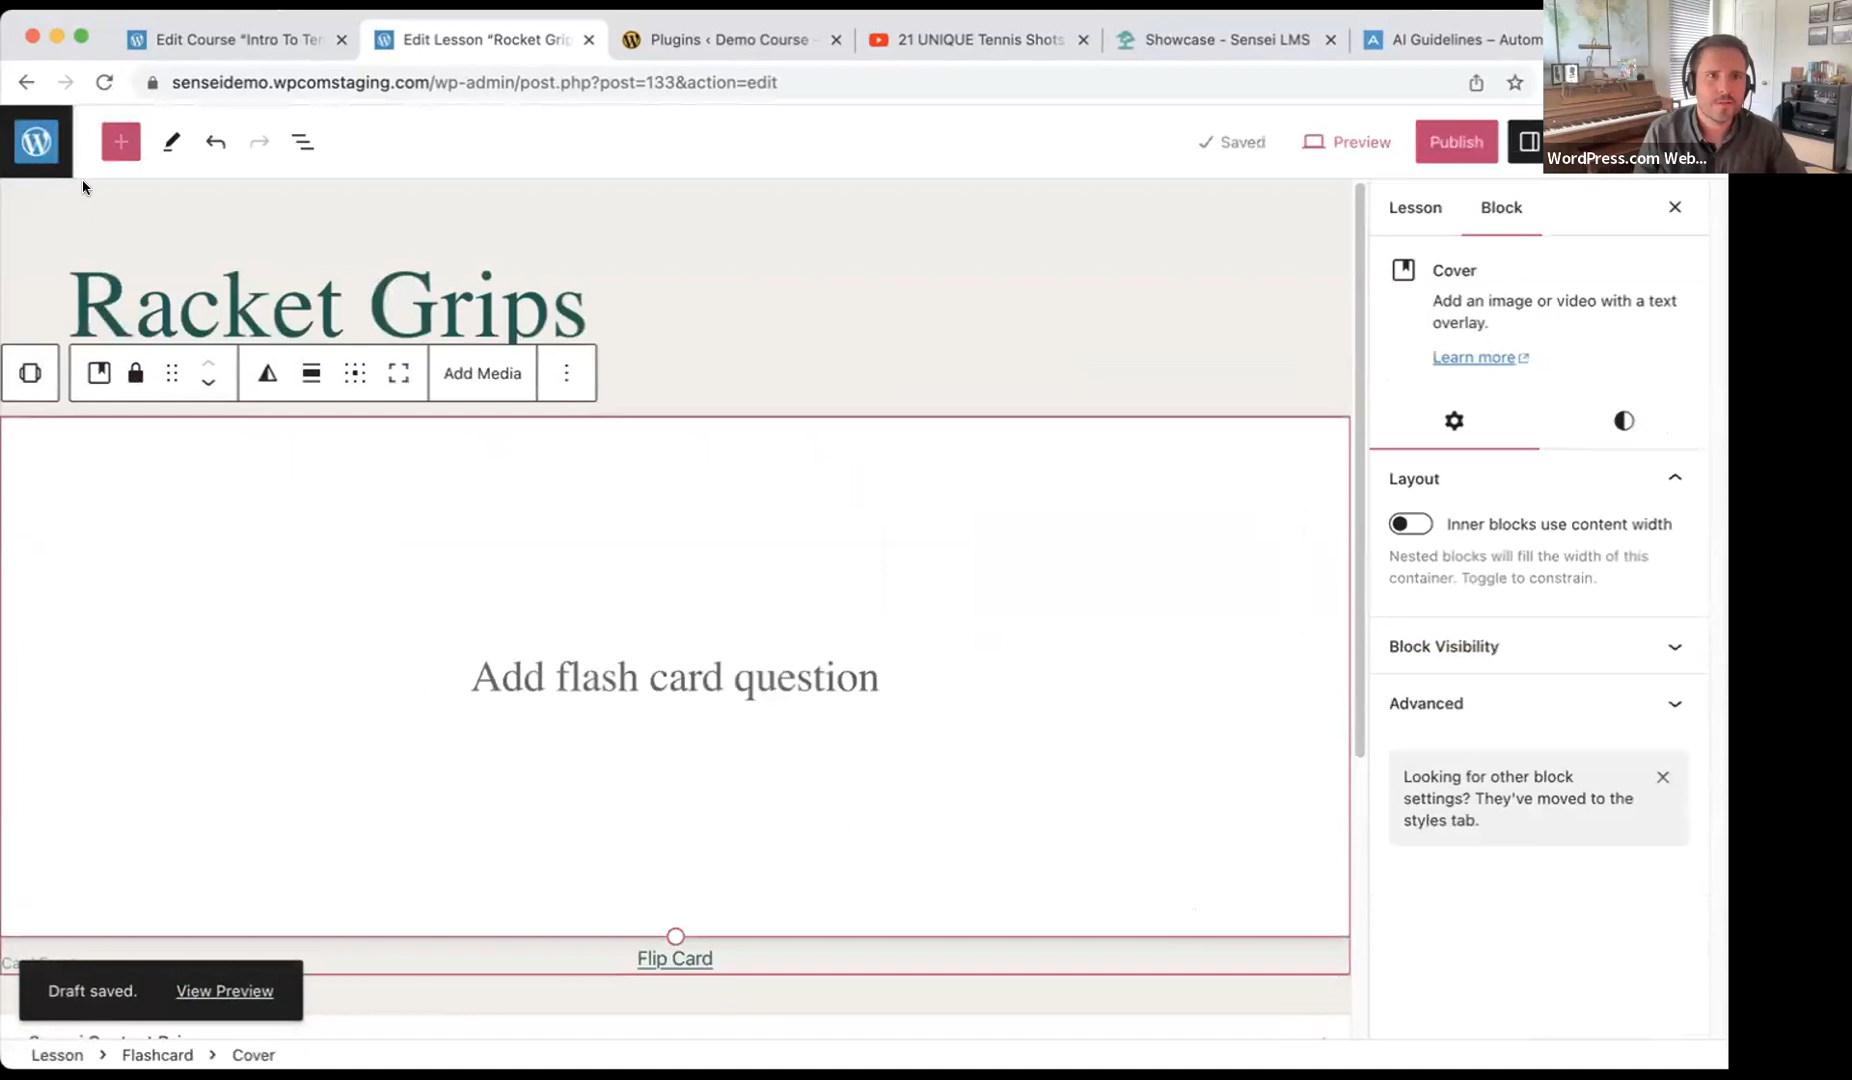 Edit Course “Intro To Ter
Edit Lesson “Rocket Grip
Plugins ‹ Demo Course –
21 UNIQUE Tennis Shots
Showcase - Sensei LMS
AI Guidelines – Autom
senseidemo.wpcomstaging.com/wp-admin/post.php?post=133&action=edit
WordPress.com Web...
Saved
Preview
Publish
Lesson
Block
Racket Grips
Cover
Add an image or video with a text
overlay.
Learn more
Add Media
Layout
Inner blocks use content width
Nested blocks will fill the width of this
container. Toggle to constrain.
Block Visibility
Add flash card question
Advanced
Looking for other block
settings? They've moved to the
styles tab.
Flip Card
Draft saved.
View Preview
Lesson > Flashcard > Cover